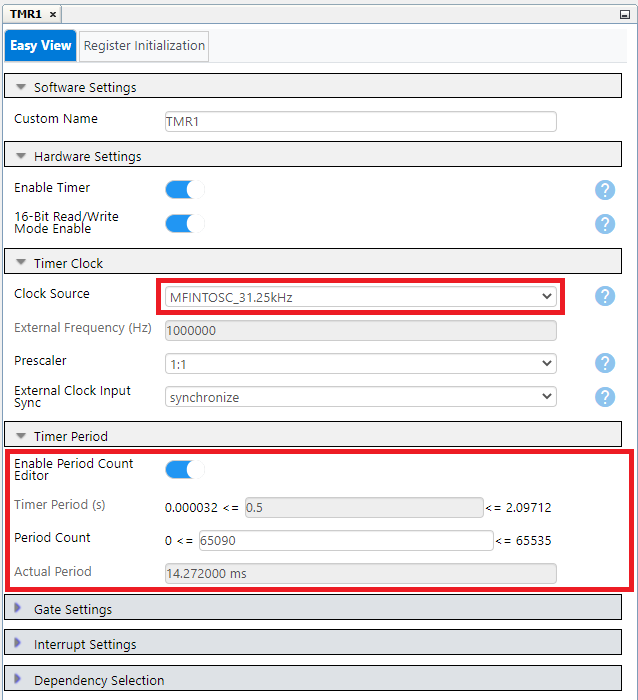 TMR1 ×
Easy View
Register Initialization
Software Settings
Custom Name
TMR1
Hardware Settings
Enable Timer
?
16-Bit Read/Write
Mode Enable
?
Timer Clock
Clock Source
MFINTOSC_31.25kHz
?
External Frequency (Hz)
1000000
Prescaler
1:1
?
External Clock Input
Sync
synchronize
?
Timer Period
Enable Period Count
Editor
Timer Period (s)
0.000032 <= 0.5 <= 2.09712
Period Count
0 <= 65090 <= 65535
Actual Period
14.272000 ms
Gate Settings
Interrupt Settings
Dependency Selection